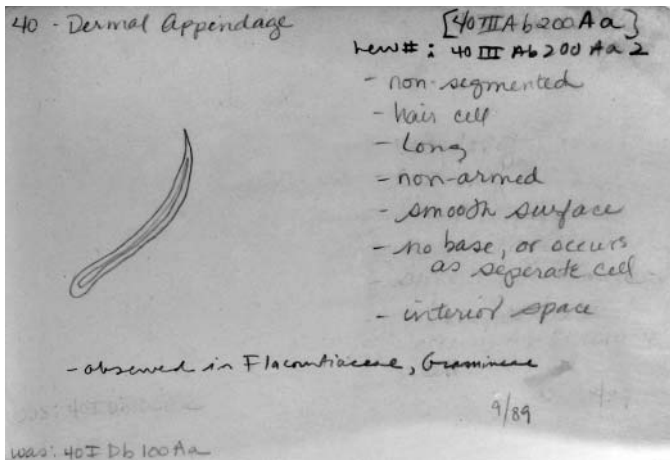 40 - Dermal Appendage
[40 III Ab 200 Aa]
new# : 40 III Ab 200 Aa 2
- non-segmented
- hair cell
- Long
- non-armed
- smooth surface
- no base, or occurs
as seperate cell
- interior space
- observed in Flacourtiaceae, Gramineae
9/89
was: 40 I Db 100 Aa